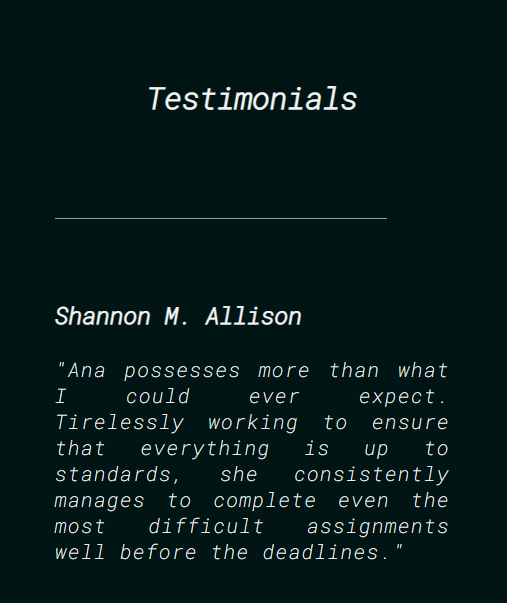 Testimonials
Shannon M. Allison
"Ana possesses more than what
I could ever expect.
Tirelessly working to ensure
that everything is up to
standards, she consistently
manages to complete even the
most difficult assignments
well before the deadlines."